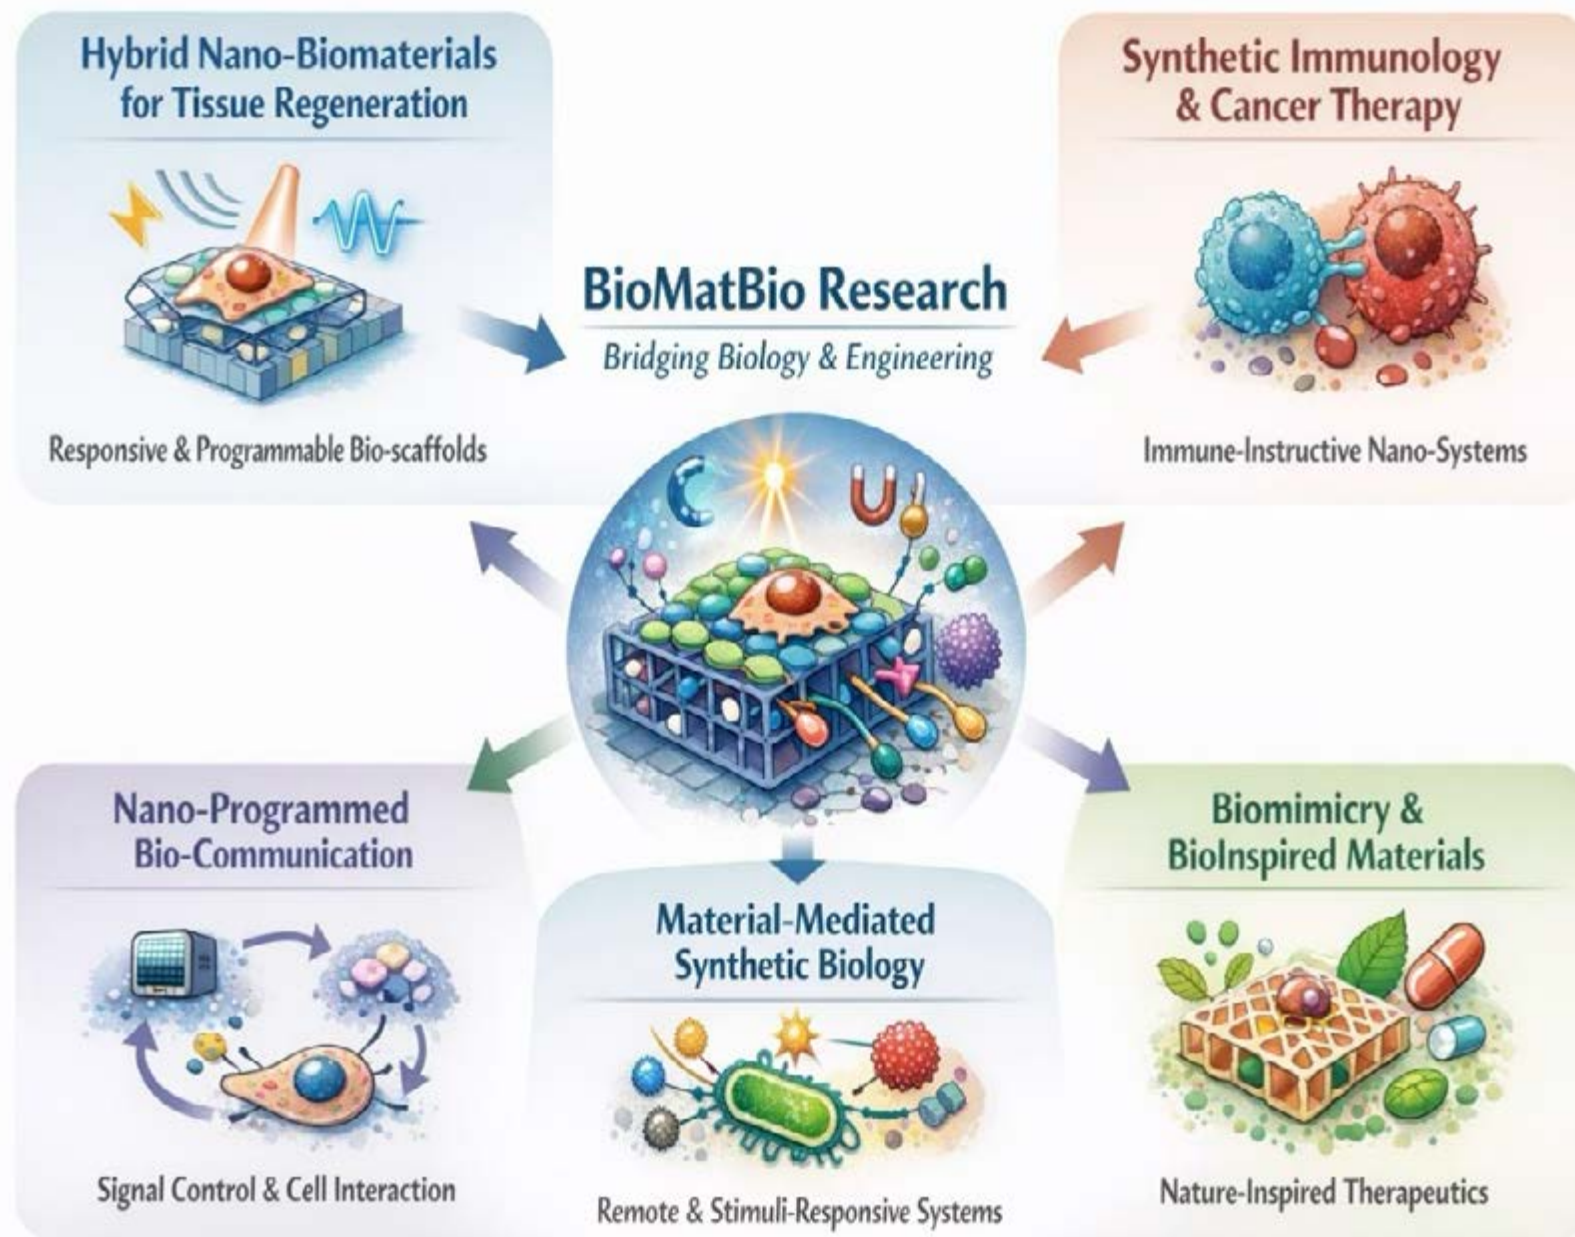 Hybrid Nano-Biomaterials
for Tissue Regeneration
Responsive & Programmable Bio-scaffolds
Synthetic Immunology
& Cancer Therapy
Immune-Instructive Nano-Systems
BioMatBio Research
Bridging Biology & Engineering
Nano-Programmed
Bio-Communication
Signal Control & Cell Interaction
Material-Mediated
Synthetic Biology
Remote & Stimuli-Responsive Systems
Biomimicry &
BioInspired Materials
Nature-Inspired Therapeutics